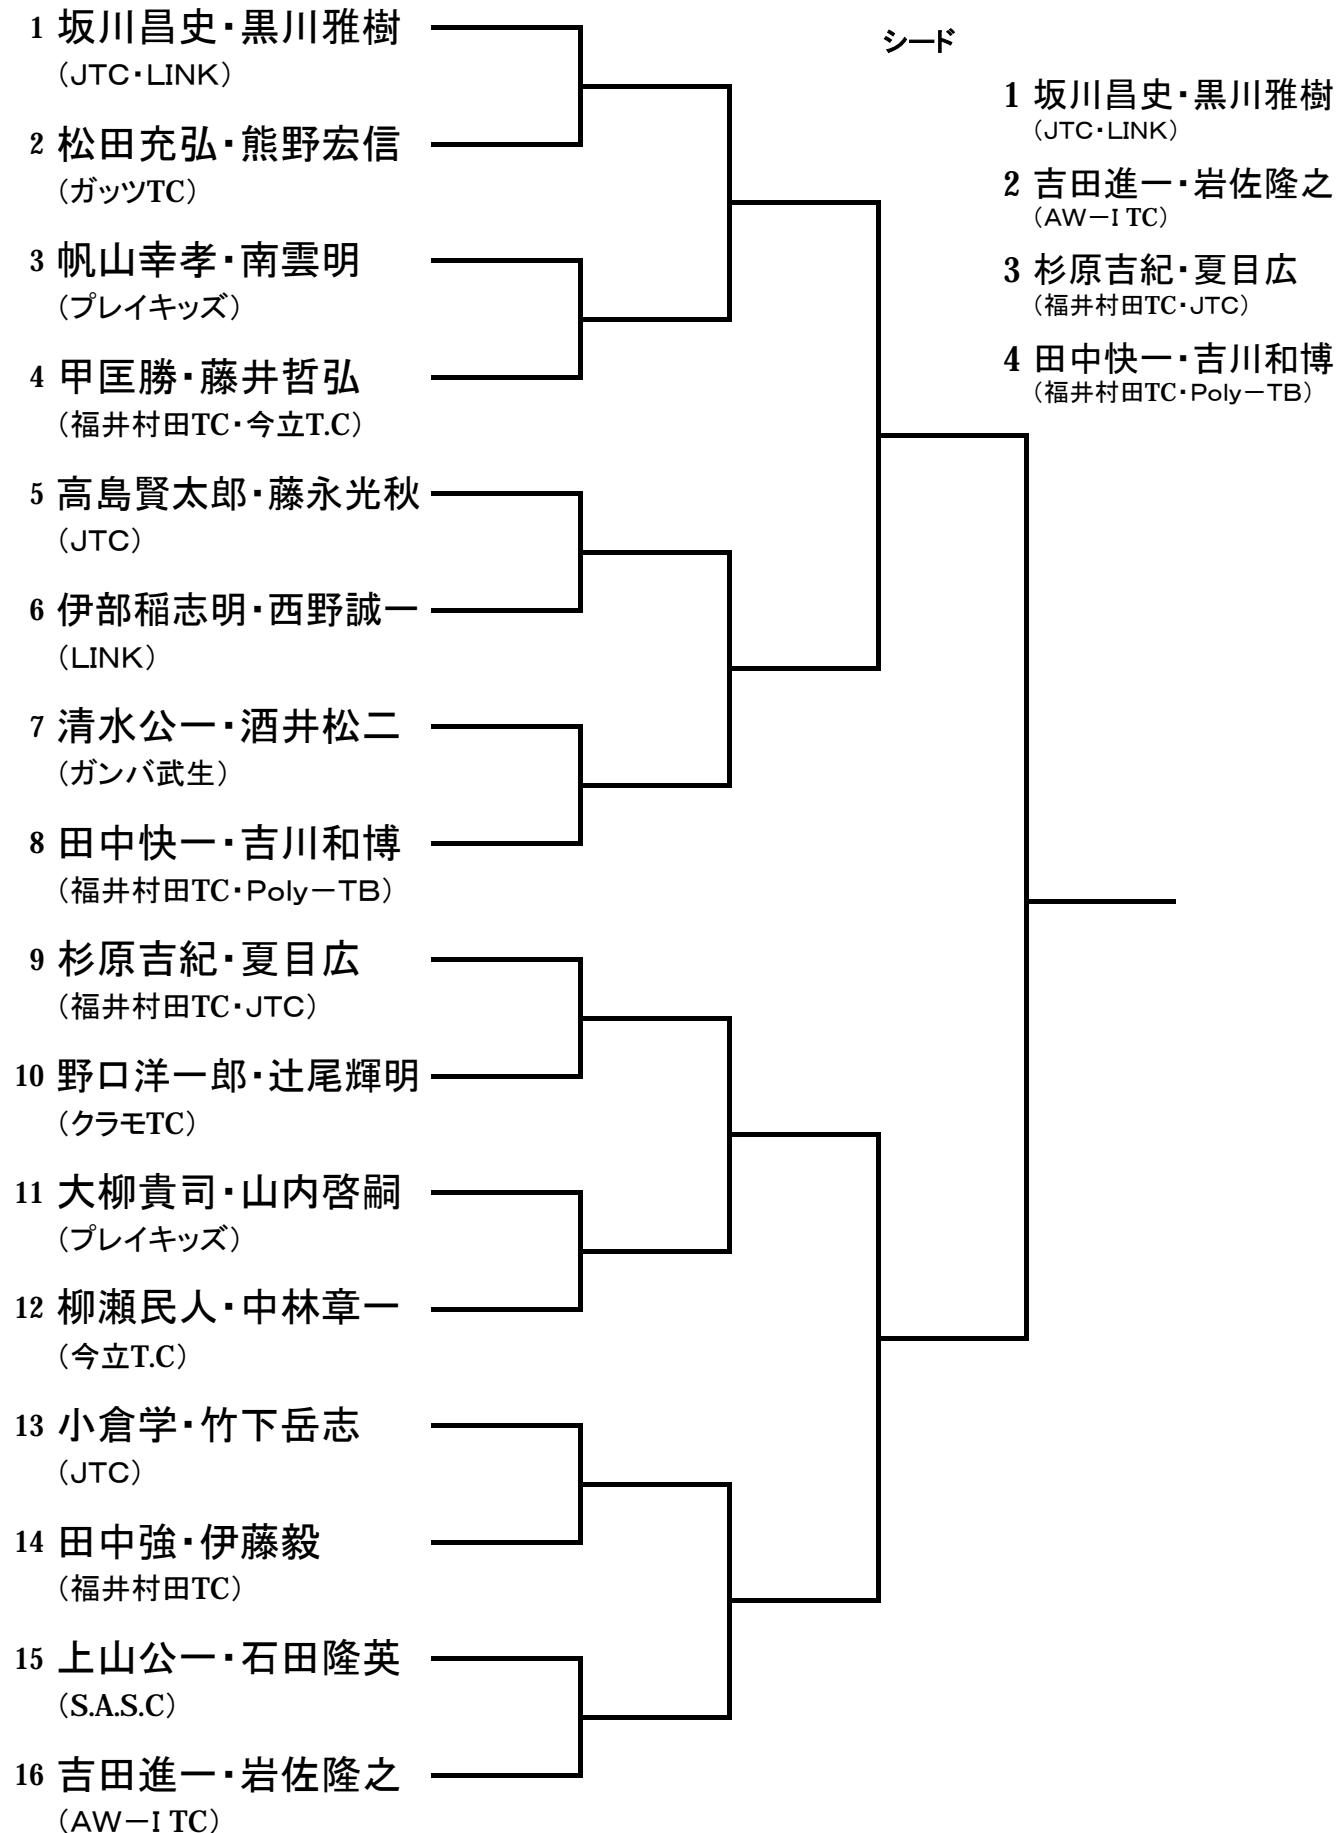 1 坂川昌史・黒川雅樹
（JTC・LINK）
2 松田充弘・熊野宏信
（ガッツTC）
3 帆山幸孝・南雲明
（プレイキッズ）
4 甲匡勝・藤井哲弘
（福井村田TC・今立T.C）
5 高島賢太郎・藤永光秋
（JTC）
6 伊部稲志明・西野誠一
（LINK）
7 清水公一・酒井松二
（ガンバ武生）
8 田中快一・吉川和博
（福井村田TC・Poly－TB）
9 杉原吉紀・夏目広
（福井村田TC・JTC）
10 野口洋一郎・辻尾輝明
（クラモTC）
11 大柳貴司・山内啓嗣
（プレイキッズ）
12 柳瀬民人・中林章一
（今立T.C）
13 小倉学・竹下岳志
（JTC）
14 田中強・伊藤毅
（福井村田TC）
15 上山公一・石田隆英
（S.A.S.C）
16 吉田進一・岩佐隆之
（AW－I TC）
シード
1 坂川昌史・黒川雅樹
（JTC・LINK）
2 吉田進一・岩佐隆之
（AW－I TC）
3 杉原吉紀・夏目広
（福井村田TC・JTC）
4 田中快一・吉川和博
（福井村田TC・Poly－TB）